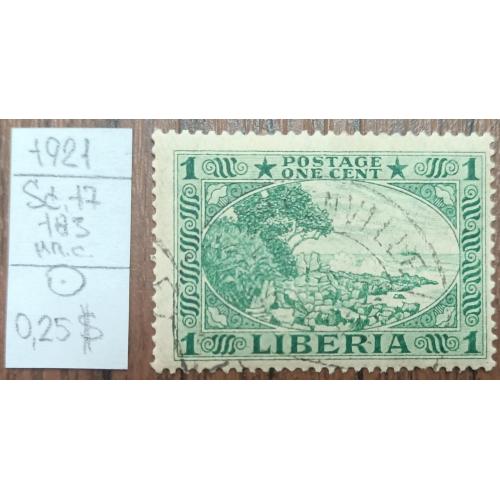 1921
Sc. 17
183
0,25$
1 POSTAGE 1
ONE CENT
1 LIBERIA 1